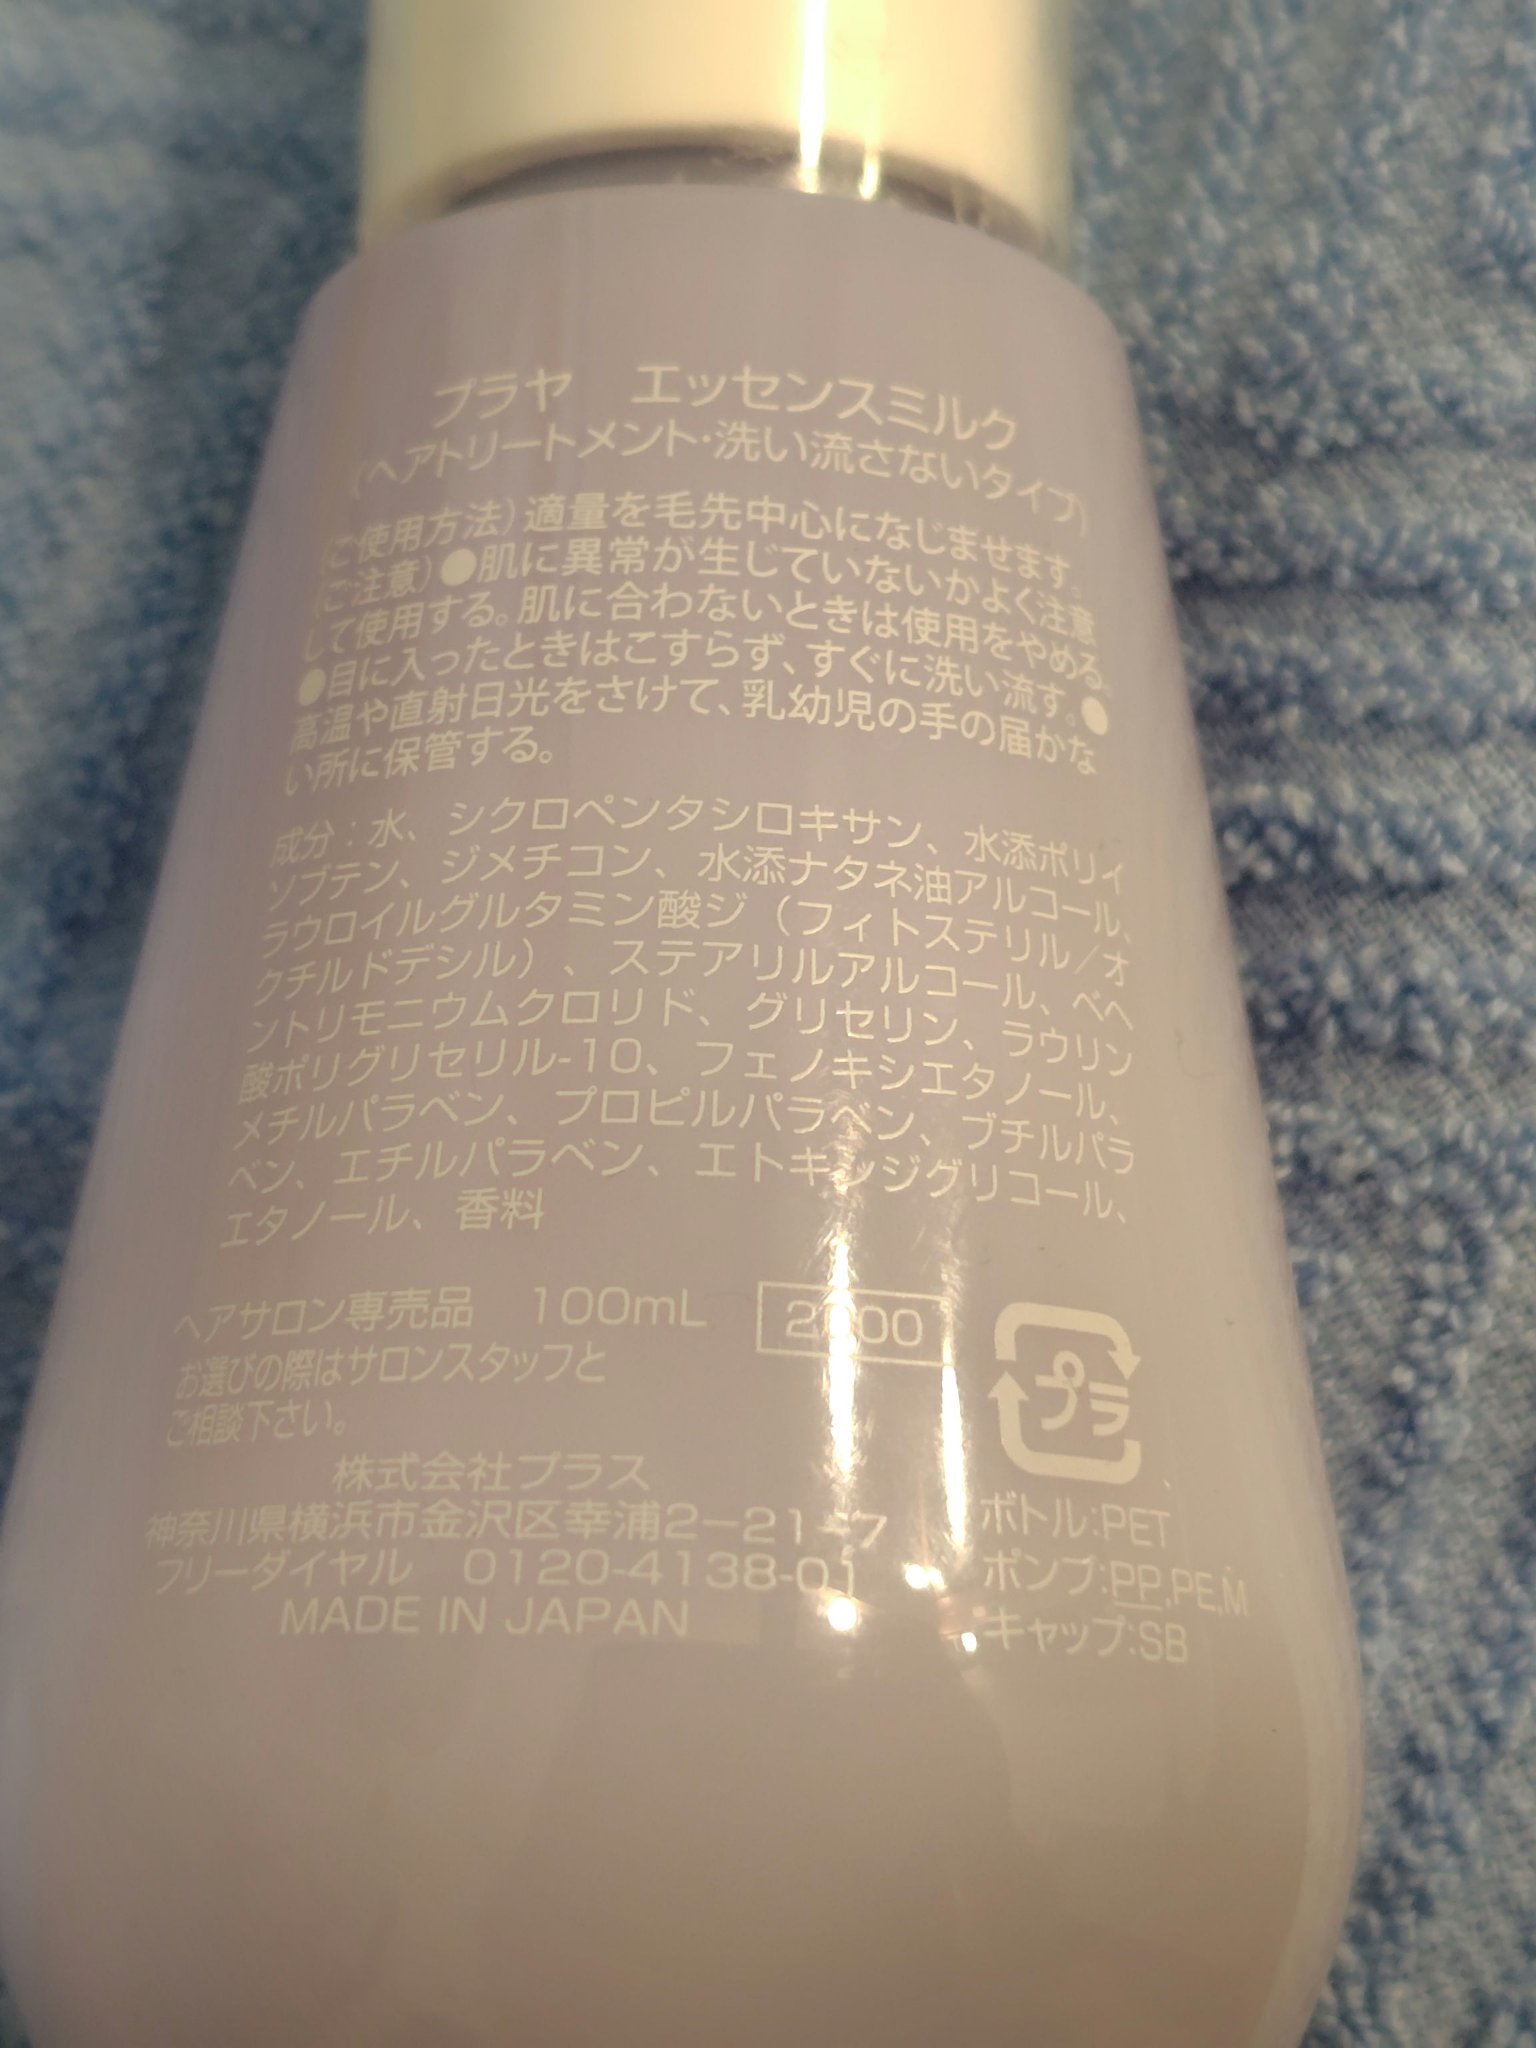 プラヤ　エッセンスミルク
(ヘアトリートメント・洗い流さないタイプ)
(ご使用方法)適量を毛先中心になじませます。
(ご注意)●肌に異常が生じていないかよく注意
して使用する。肌に合わないときは使用をやめる。
●目に入ったときはこすらず、すぐに洗い流す。●
高温や直射日光をさけて、乳幼児の手の届かな
い所に保管する。
成分：水、シクロペンタシロキサン、水添ポリイ
ソブテン、ジメチコン、水添ナタネ油アルコール、
ラウロイルグルタミン酸ジ（フィトステリル/オ
クチルドデシル）、ステアリルアルコール、ベヘ
ントリモニウムクロリド、グリセリン、ラウリン
酸ポリグリセリル-10、フェノキシエタノール、
メチルパラベン、プロピルパラベン、ブチルパラ
ベン、エチルパラベン、エトキシジグリコール、
エタノール、香料
ヘアサロン専売品　100mL
お選びの際はサロンスタッフと
ご相談下さい。
プラ
株式会社プラス
神奈川県横浜市金沢区幸浦2-21-7
フリーダイヤル　0120-4138-01
MADE IN JAPAN
ボトル:PET
ポンプ:PP,PE,M
キャップ:SB